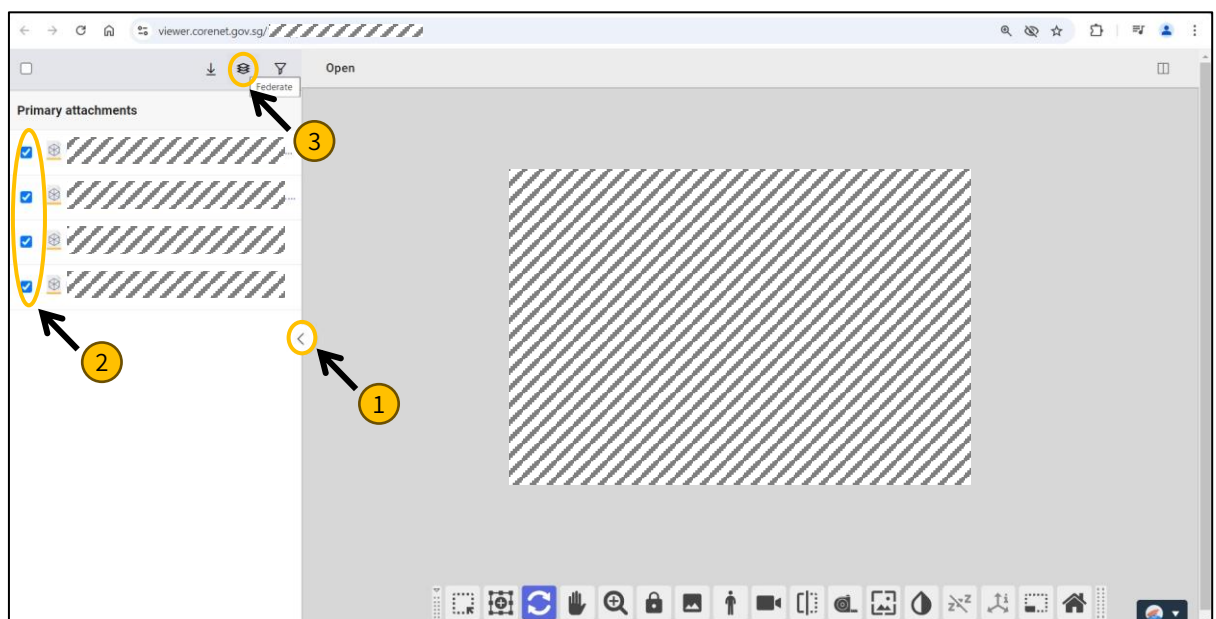 viewer.corenet.gov.sg/
Open
Federate
Primary attachments
3
2
1